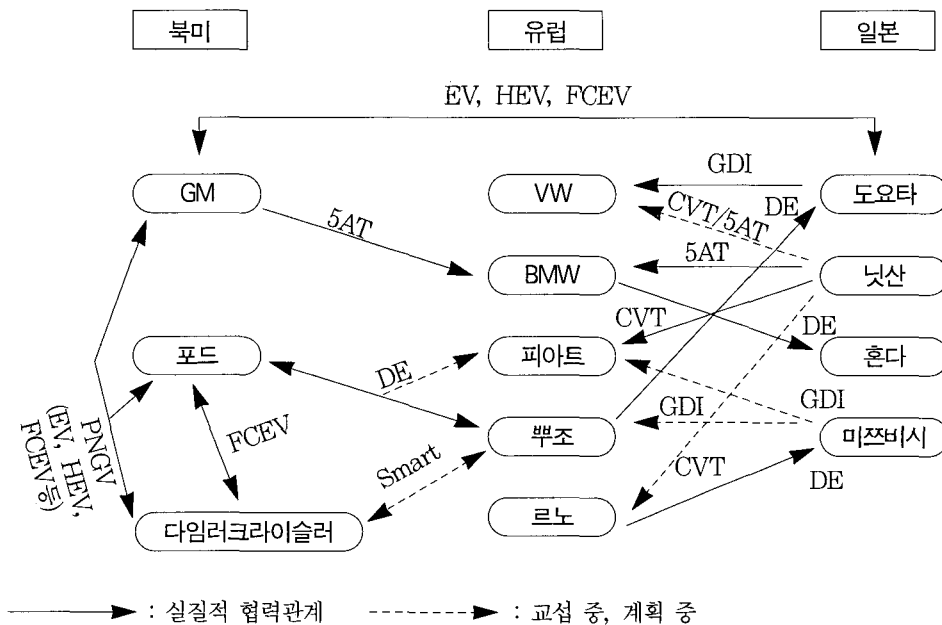 북미
유럽
일본
EV, HEV, FCEV
GM
VW
도요타
GDI
DE
CVT/5AT
5AT
5AT
BMW
닛산
CVT
DE
포드
피아트
혼다
DE
GDI
GDI
뿌조
미쯔비시
FCEV
PNGV
(EV, HEV,
FCEV등)
Smart
CVT
DE
다임러크라이슬러
르노
: 실질적 협력관계
: 교섭 중, 계획 중